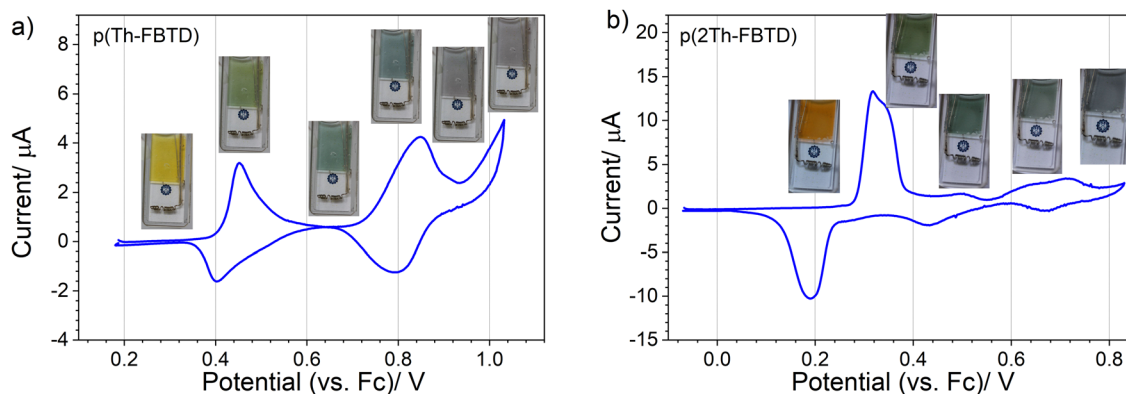 a)
p(Th-FBTD)
8
6
4
2
0
-2
-4
Current/ µA
0.2 0.4 0.6 0.8 1.0
Potential (vs. Fc)/ V
b)
p(2Th-FBTD)
20
15
10
5
0
-5
-10
-15
Current/ µA
0.0 0.2 0.4 0.6 0.8
Potential (vs. Fc)/ V